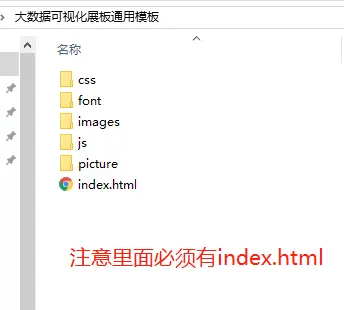 大数据可视化展板通用模板
名称
css
font
images
js
picture
index.html
注意里面必须有index.html